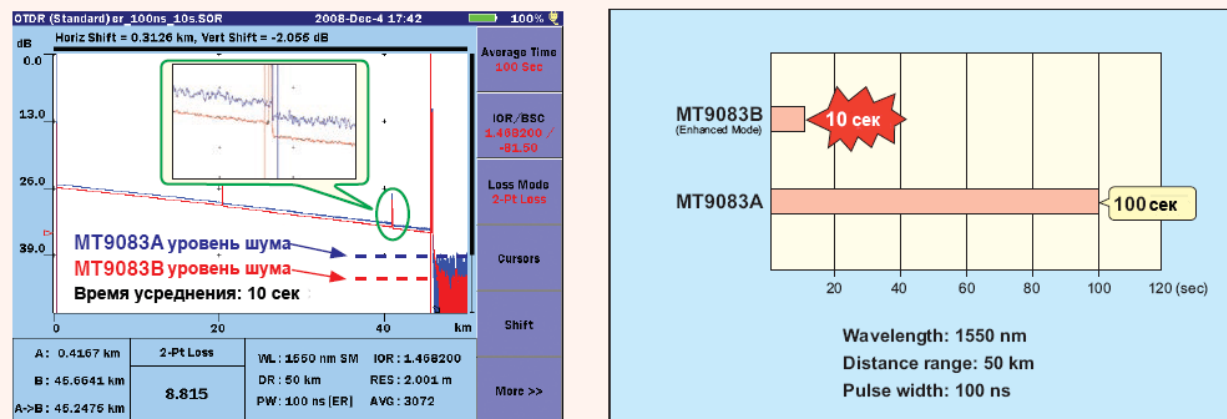 OTDR (Standard) er_100ns_10s.SOR 2008-Dec-4 17:42 100%
dB Horiz Shift = 0.3126 km, Vert Shift = -2.055 dB
0.0
13.0
26.0
39.0
MT9083A уровень шума
MT9083B уровень шума
Время усреднения: 10 сек
0 20 40 km
Average Time
100 Sec
IOR/BSC
1.468200 /
-81.50
Loss Mode
2-Pt Loss
Cursors
Shift
More >>
A: 0.4167 km
B: 45.6641 km
A->B: 45.2475 km
2-Pt Loss
8.815
WL: 1550 nm SM IOR: 1.468200
DR: 50 km RES: 2.001 m
PW: 100 ns [ER] AVG: 3072
MT9083B
(Enhanced Mode)
10 сек
MT9083A
100 сек
20 40 60 80 100 120 (sec)
Wavelength: 1550 nm
Distance range: 50 km
Pulse width: 100 ns